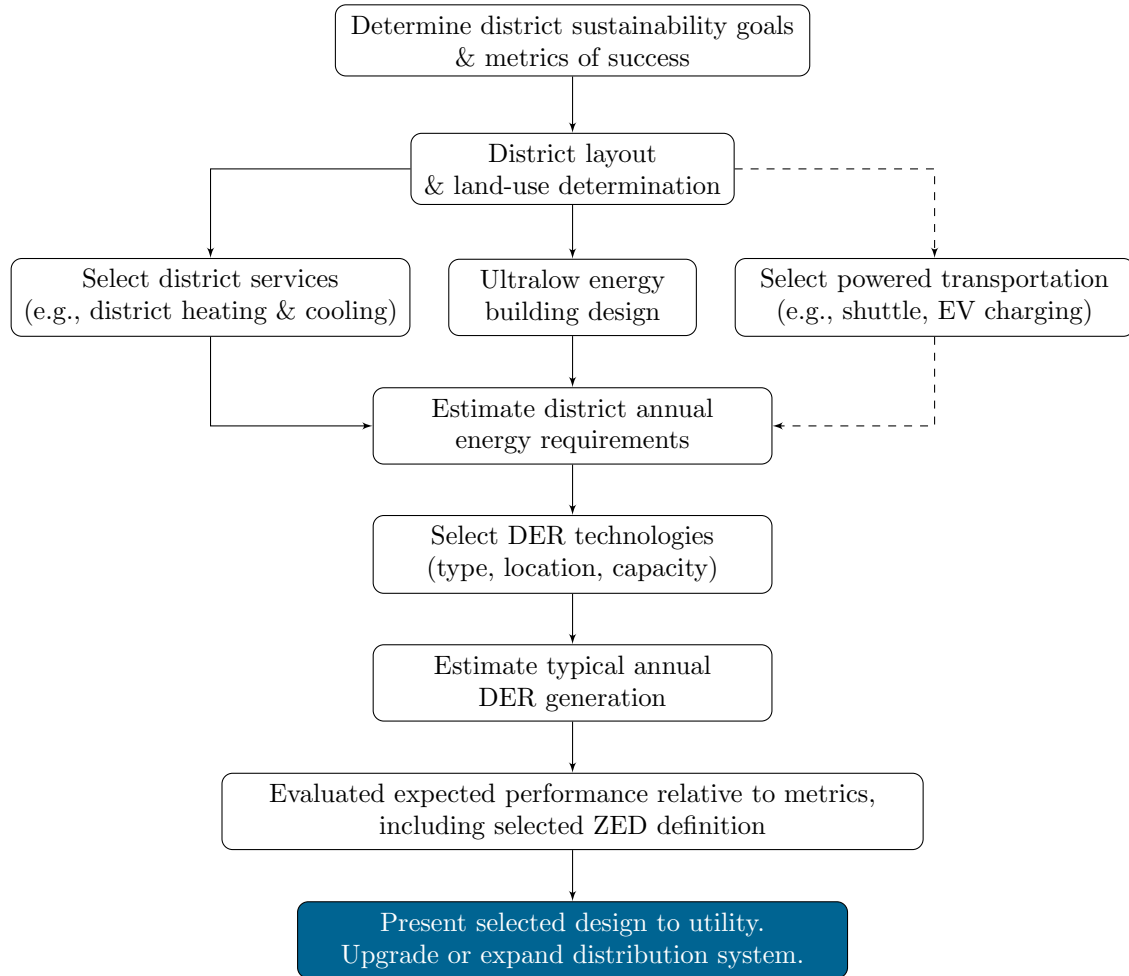 Determine district sustainability goals
& metrics of success
District layout
& land-use determination
Select district services
(e.g., district heating & cooling)
Ultralow energy
building design
Select powered transportation
(e.g., shuttle, EV charging)
Estimate district annual
energy requirements
Select DER technologies
(type, location, capacity)
Estimate typical annual
DER generation
Evaluated expected performance relative to metrics,
including selected ZED definition
Present selected design to utility.
Upgrade or expand distribution system.